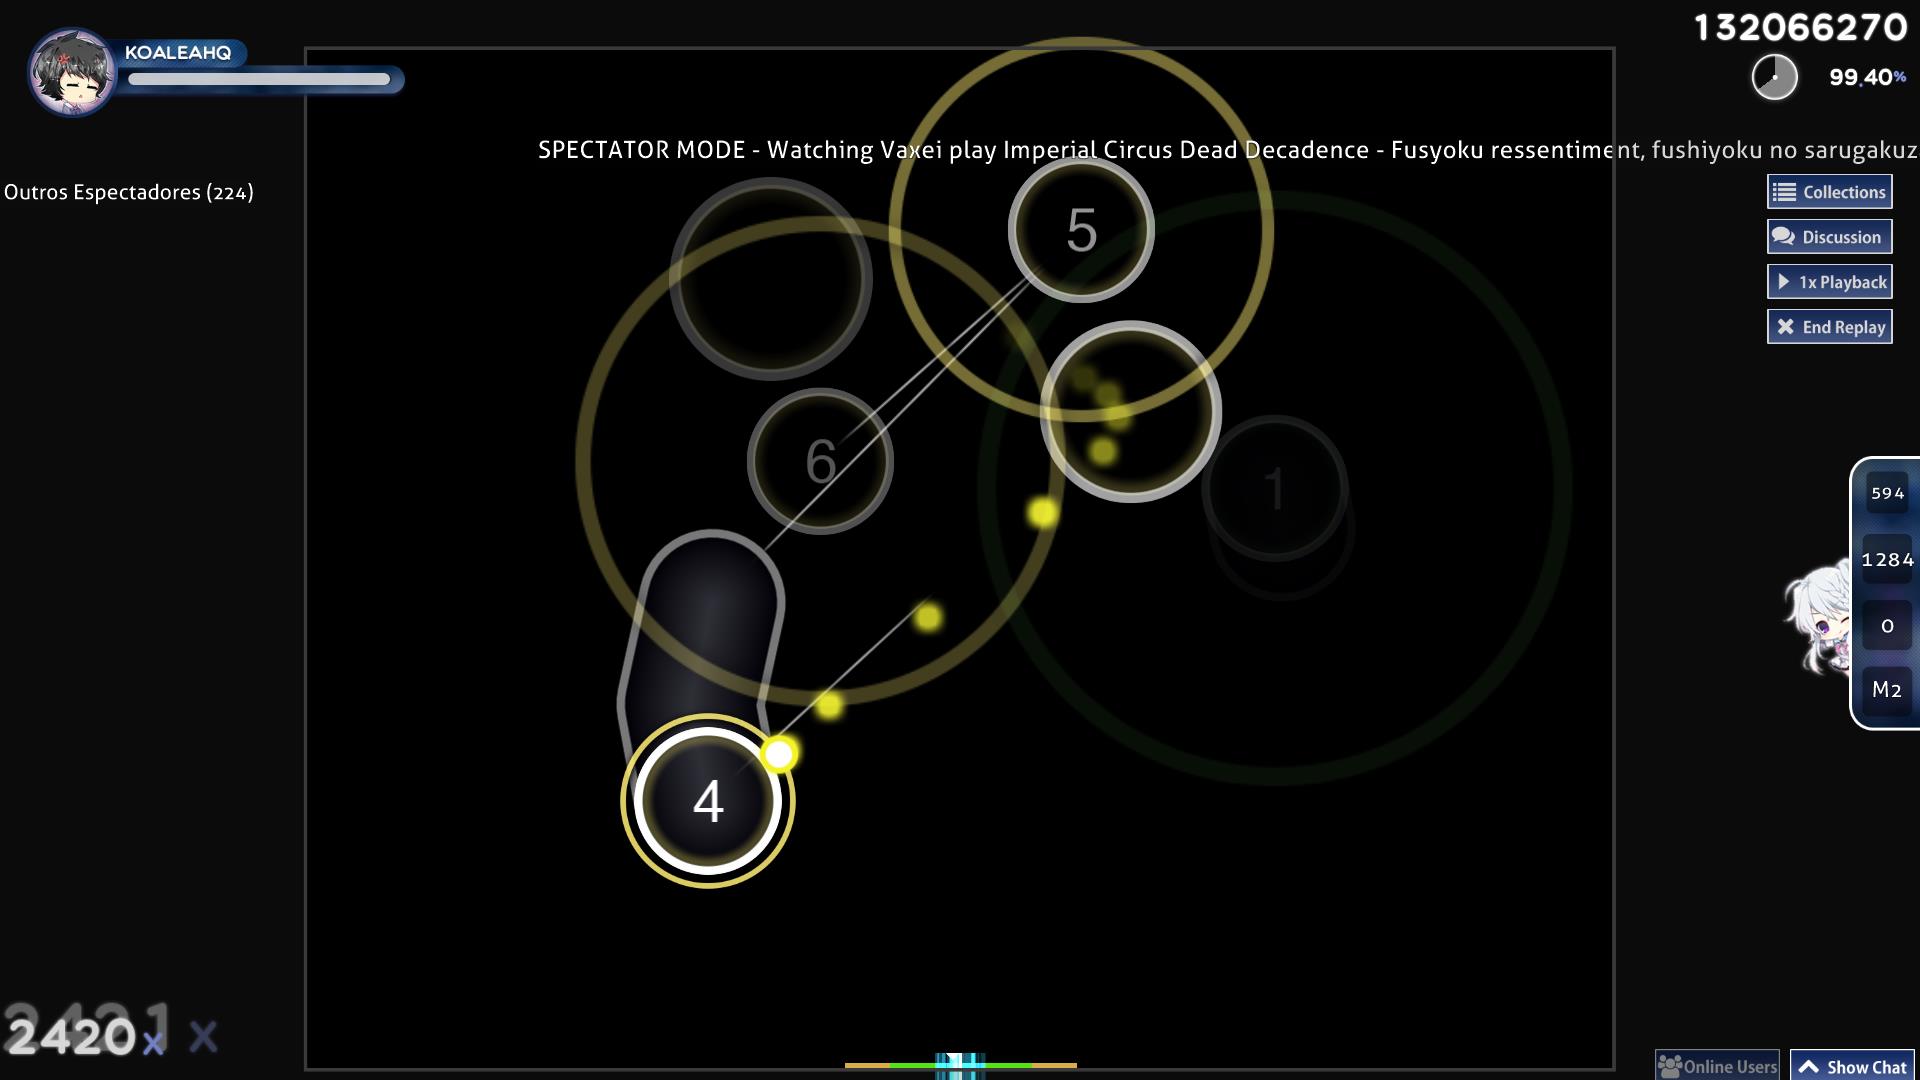 KOALEAHQ
132066270
99.40%
SPECTATOR MODE - Watching Vaxei play Imperial Circus Dead Decadence - Fusyoku ressentiment, fushiyoku no sarugakuz
Outros Espectadores (224)
Collections
Discussion
1x Playback
End Replay
5
6
1
4
594
1284
0
M2
2421x
2420x
Online Users
Show Chat